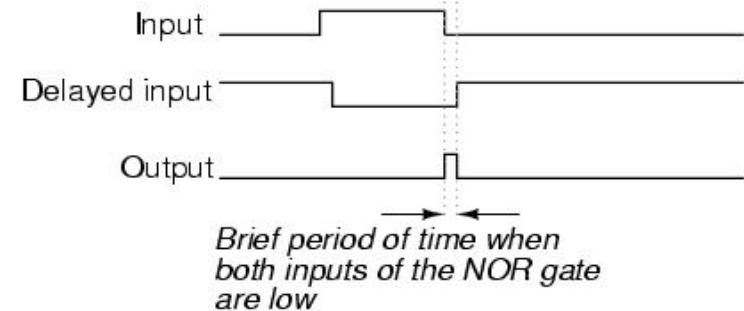 Input
Delayed input
Output
Brief period of time when
both inputs of the NOR gate
are low